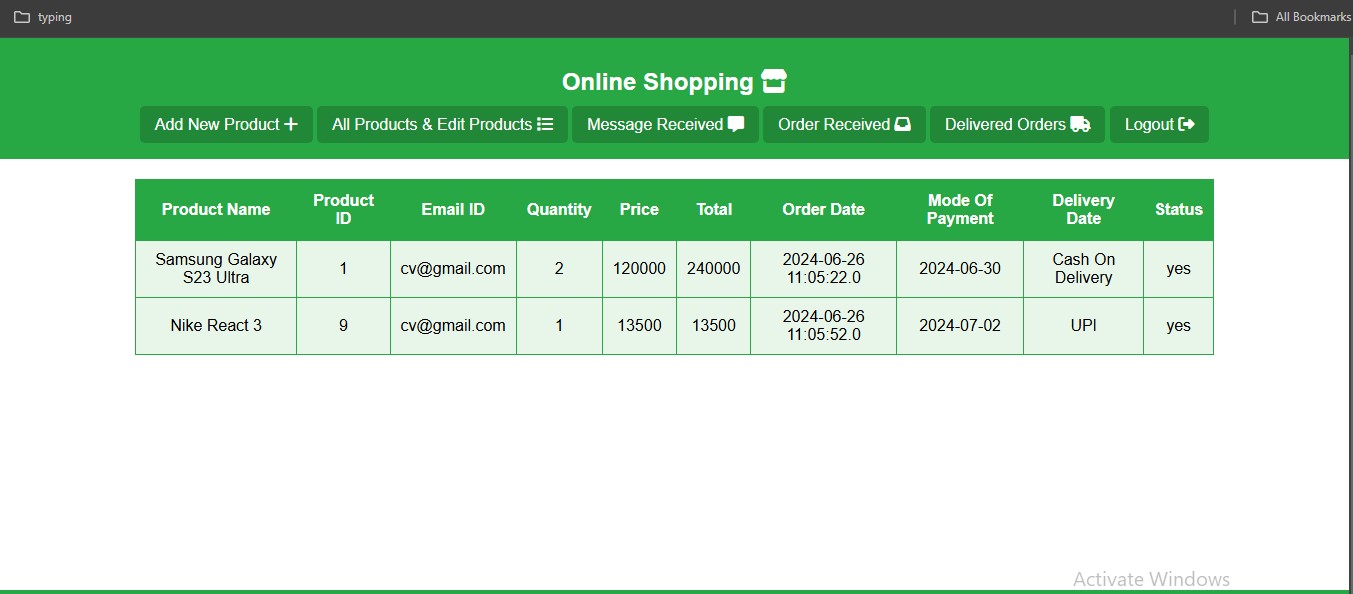 typing
All Bookmarks
Online Shopping
Add New Product
All Products & Edit Products
Message Received
Order Received
Delivered Orders
Logout
Product Name
Product
ID
Email ID
Quantity
Price
Total
Order Date
Mode Of
Payment
Delivery
Date
Status
Samsung Galaxy
S23 Ultra
1
cv@gmail.com
2
120000
240000
2024-06-26
11:05:22.0
2024-06-30
Cash On
Delivery
yes
Nike React 3
9
cv@gmail.com
1
13500
13500
2024-06-26
11:05:52.0
2024-07-02
UPI
yes
Activate Windows